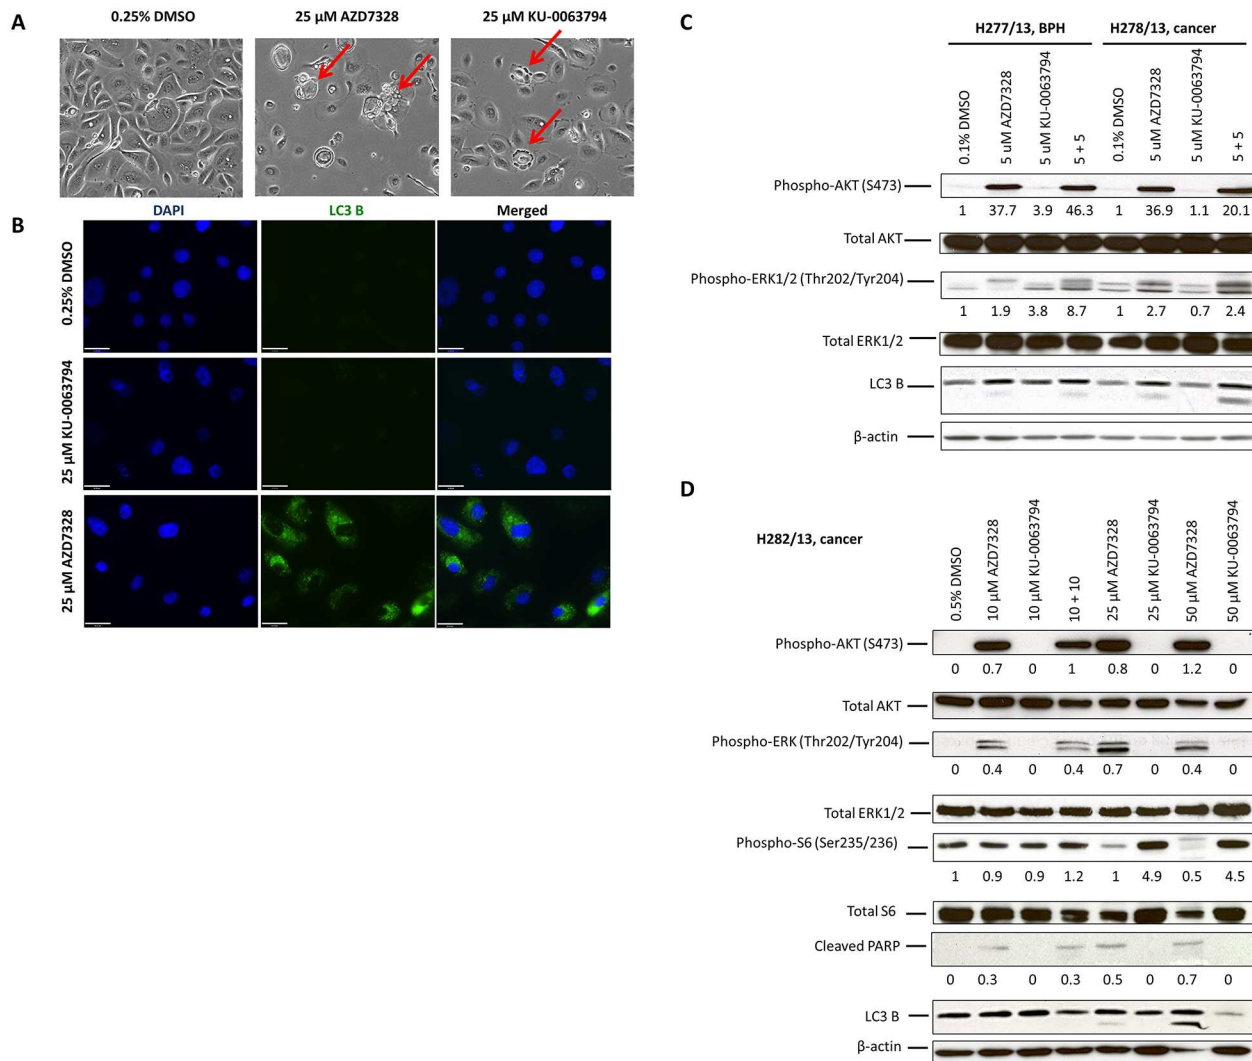 A
0.25% DMSO
25 µM AZD7328
25 µM KU-0063794
B
DAPI
LC3 B
Merged
0.25% DMSO
25 µM KU-0063794
25 µM AZD7328
C
H277/13, BPH
H278/13, cancer
0.1% DMSO
5 uM AZD7328
5 uM KU-0063794
5 + 5
0.1% DMSO
5 uM AZD7328
5 uM KU-0063794
5 + 5
Phospho-AKT (S473)
1 37.7 3.9 46.3 1 36.9 1.1 20.1
Total AKT
Phospho-ERK1/2 (Thr202/Tyr204)
1 1.9 3.8 8.7 1 2.7 0.7 2.4
Total ERK1/2
LC3 B
β-actin
D
H282/13, cancer
0.5% DMSO
10 µM AZD7328
10 µM KU-0063794
10 + 10
25 µM AZD7328
25 µM KU-0063794
50 µM AZD7328
50 µM KU-0063794
Phospho-AKT (S473)
0 0.7 0 1 0.8 0 1.2 0
Total AKT
Phospho-ERK (Thr202/Tyr204)
0 0.4 0 0.4 0.7 0 0.4 0
Total ERK1/2
Phospho-S6 (Ser235/236)
1 0.9 0.9 1.2 1 4.9 0.5 4.5
Total S6
Cleaved PARP
0 0.3 0 0.3 0.5 0 0.7 0
LC3 B
β-actin